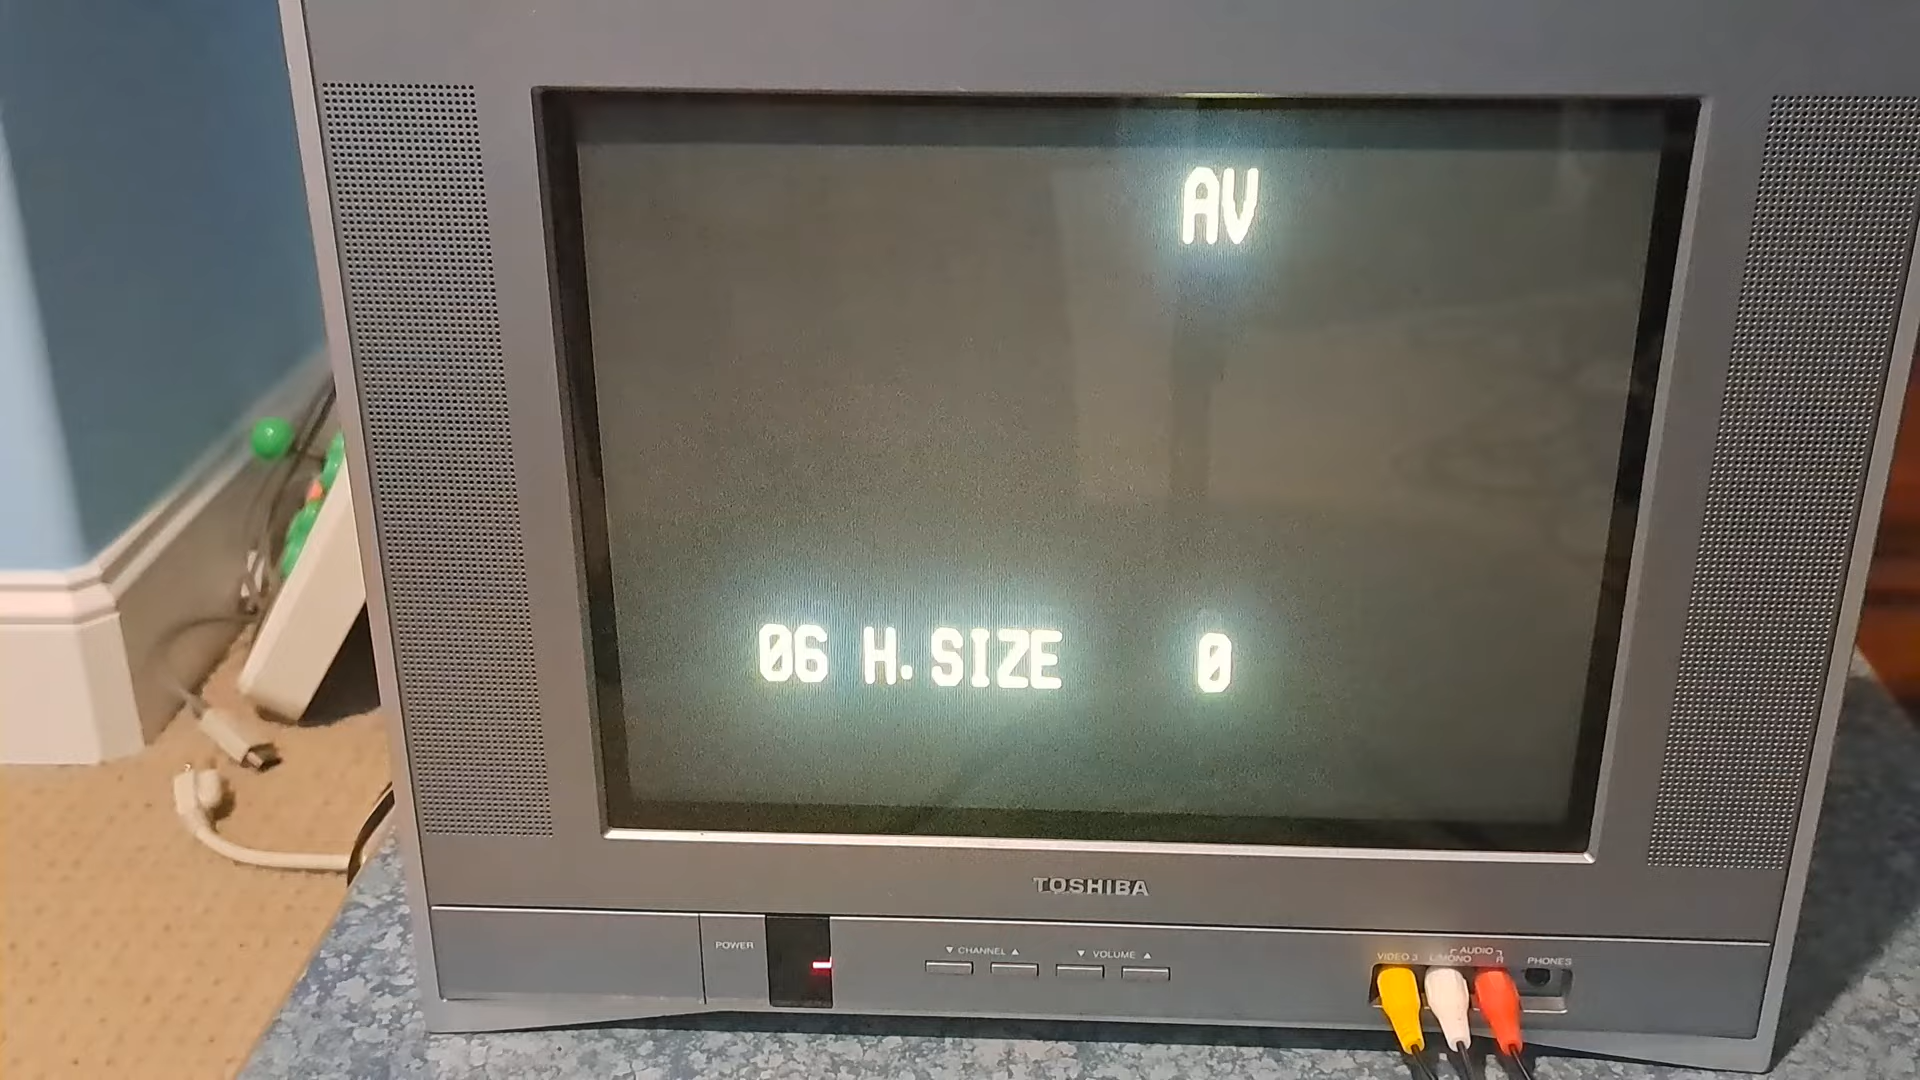 AV
06 H.SIZE 0
TOSHIBA
POWER
▼ CHANNEL ▲
▼ VOLUME ▲
VIDEO 3
AUDIO
L/MONO
R
PHONES